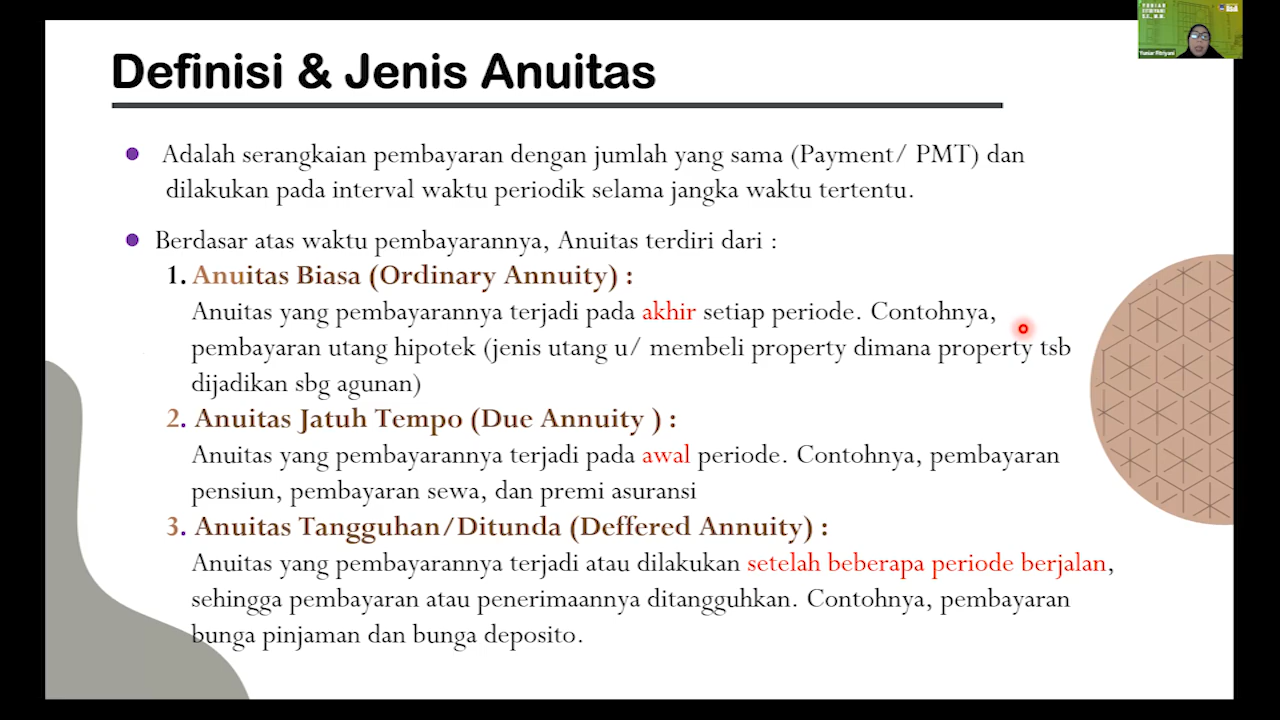 YUNIAR
FITRIYANI
S.E., M.M.
Yuniar Fitriyani
Definisi & Jenis Anuitas
Adalah serangkaian pembayaran dengan jumlah yang sama (Payment/ PMT) dan
dilakukan pada interval waktu periodik selama jangka waktu tertentu.
Berdasar atas waktu pembayarannya, Anuitas terdiri dari :
1. Anuitas Biasa (Ordinary Annuity) :
Anuitas yang pembayarannya terjadi pada akhir setiap periode. Contohnya,
pembayaran utang hipotek (jenis utang u/ membeli property dimana property tsb
dijadikan sbg agunan)
2. Anuitas Jatuh Tempo (Due Annuity ) :
Anuitas yang pembayarannya terjadi pada awal periode. Contohnya, pembayaran
pensiun, pembayaran sewa, dan premi asuransi
3. Anuitas Tangguhan/Ditunda (Deffered Annuity) :
Anuitas yang pembayarannya terjadi atau dilakukan setelah beberapa periode berjalan,
sehingga pembayaran atau penerimaannya ditangguhkan. Contohnya, pembayaran
bunga pinjaman dan bunga deposito.